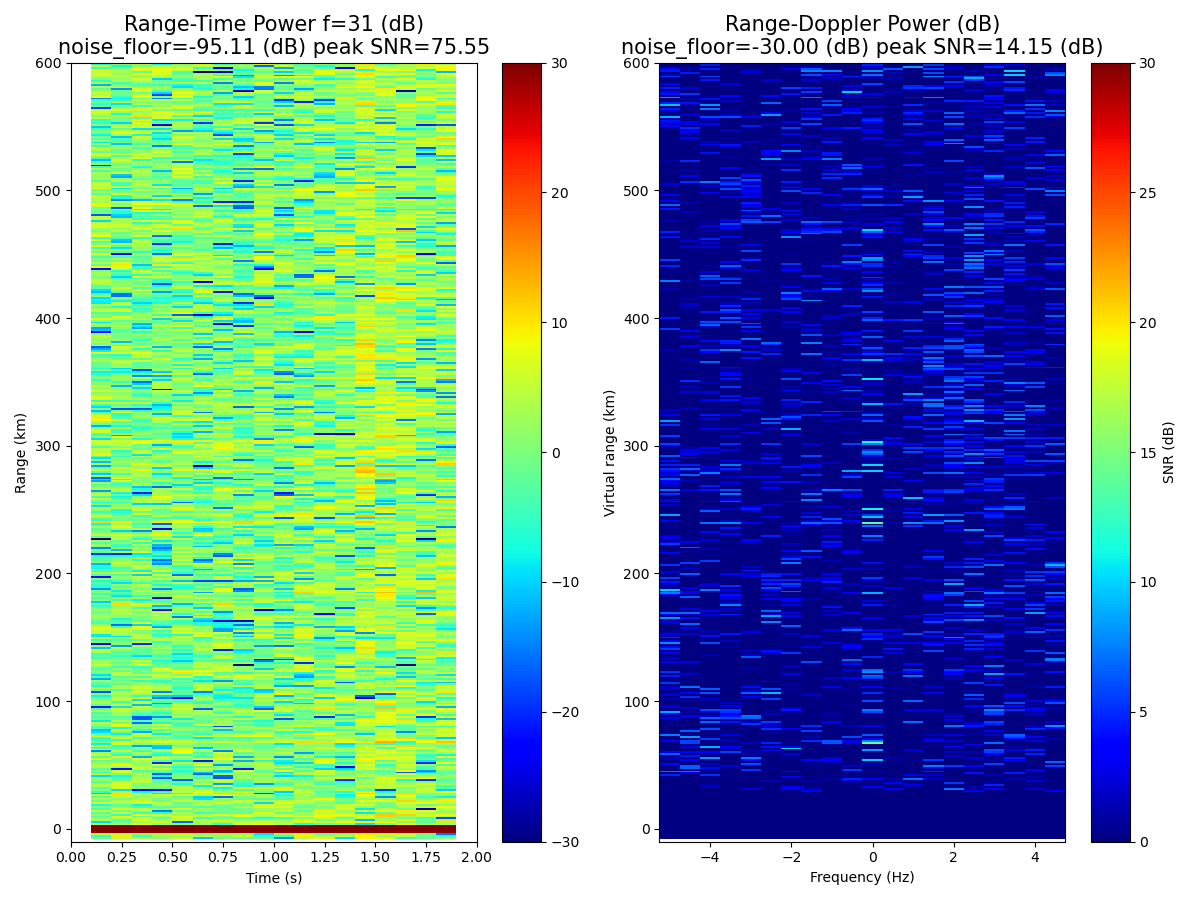 Range-Time Power f=31 (dB)
noise_floor=-95.11 (dB) peak SNR=75.55
600
500
400
300
200
100
0
Range (km)
0.00 0.25 0.50 0.75 1.00 1.25 1.50 1.75 2.00
Time (s)
30
20
10
0
−10
−20
−30
Range-Doppler Power (dB)
noise_floor=-30.00 (dB) peak SNR=14.15 (dB)
600
500
400
300
200
100
0
Virtual range (km)
−4 −2 0 2 4
Frequency (Hz)
30
25
20
15
10
5
0
SNR (dB)